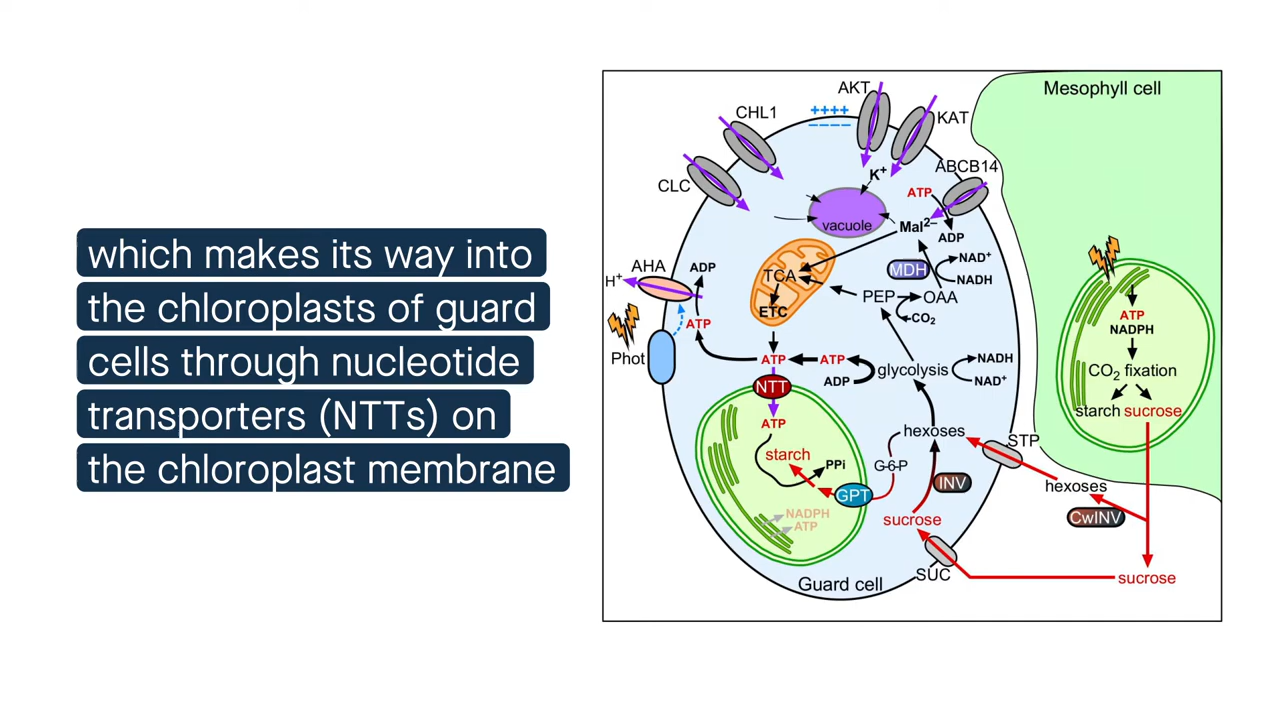 which makes its way into
the chloroplasts of guard
cells through nucleotide
transporters (NTTs) on
the chloroplast membrane
Mesophyll cell
AKT
KAT
CHL1
++++
––––
CLC
ABCB14
K+
ATP
vacuole
Mal2–
ADP
MDH
NAD+
NADH
H+
AHA
ADP
TCA
PEP
OAA
ETC
CO2
ATP
Phot
ATP
ATP
ADP
glycolysis
NADH
NAD+
NTT
ATP
ATP
NADPH
CO2 fixation
starch sucrose
starch
PPi
G-6-P
hexoses
STP
GPT
INV
hexoses
CwINV
NADPH
ATP
sucrose
SUC
sucrose
Guard cell